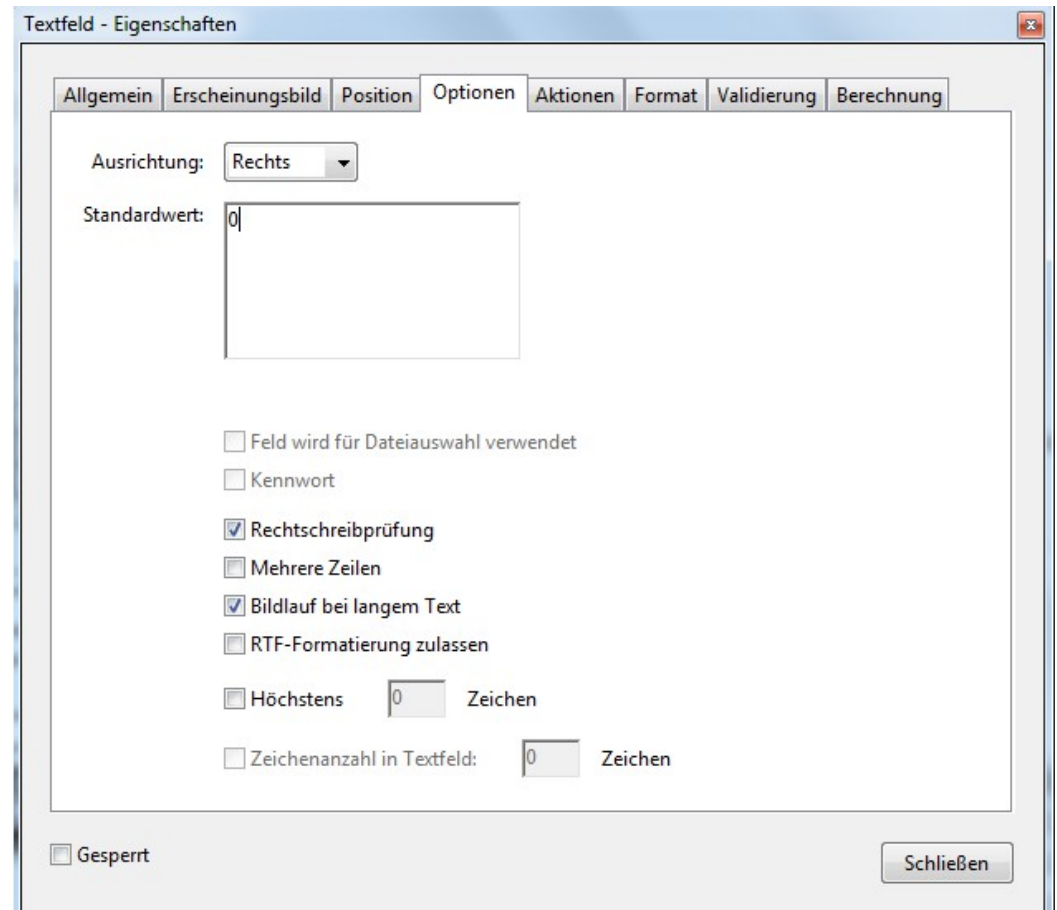 Textfeld - Eigenschaften
Allgemein Erscheinungsbild Position Optionen Aktionen Format Validierung Berechnung
Ausrichtung: Rechts
Standardwert: 0
Feld wird für Dateiauswahl verwendet
Kennwort
Rechtschreibprüfung
Mehrere Zeilen
Bildlauf bei langem Text
RTF-Formatierung zulassen
Höchstens 0 Zeichen
Zeichenanzahl in Textfeld: 0 Zeichen
Gesperrt Schließen